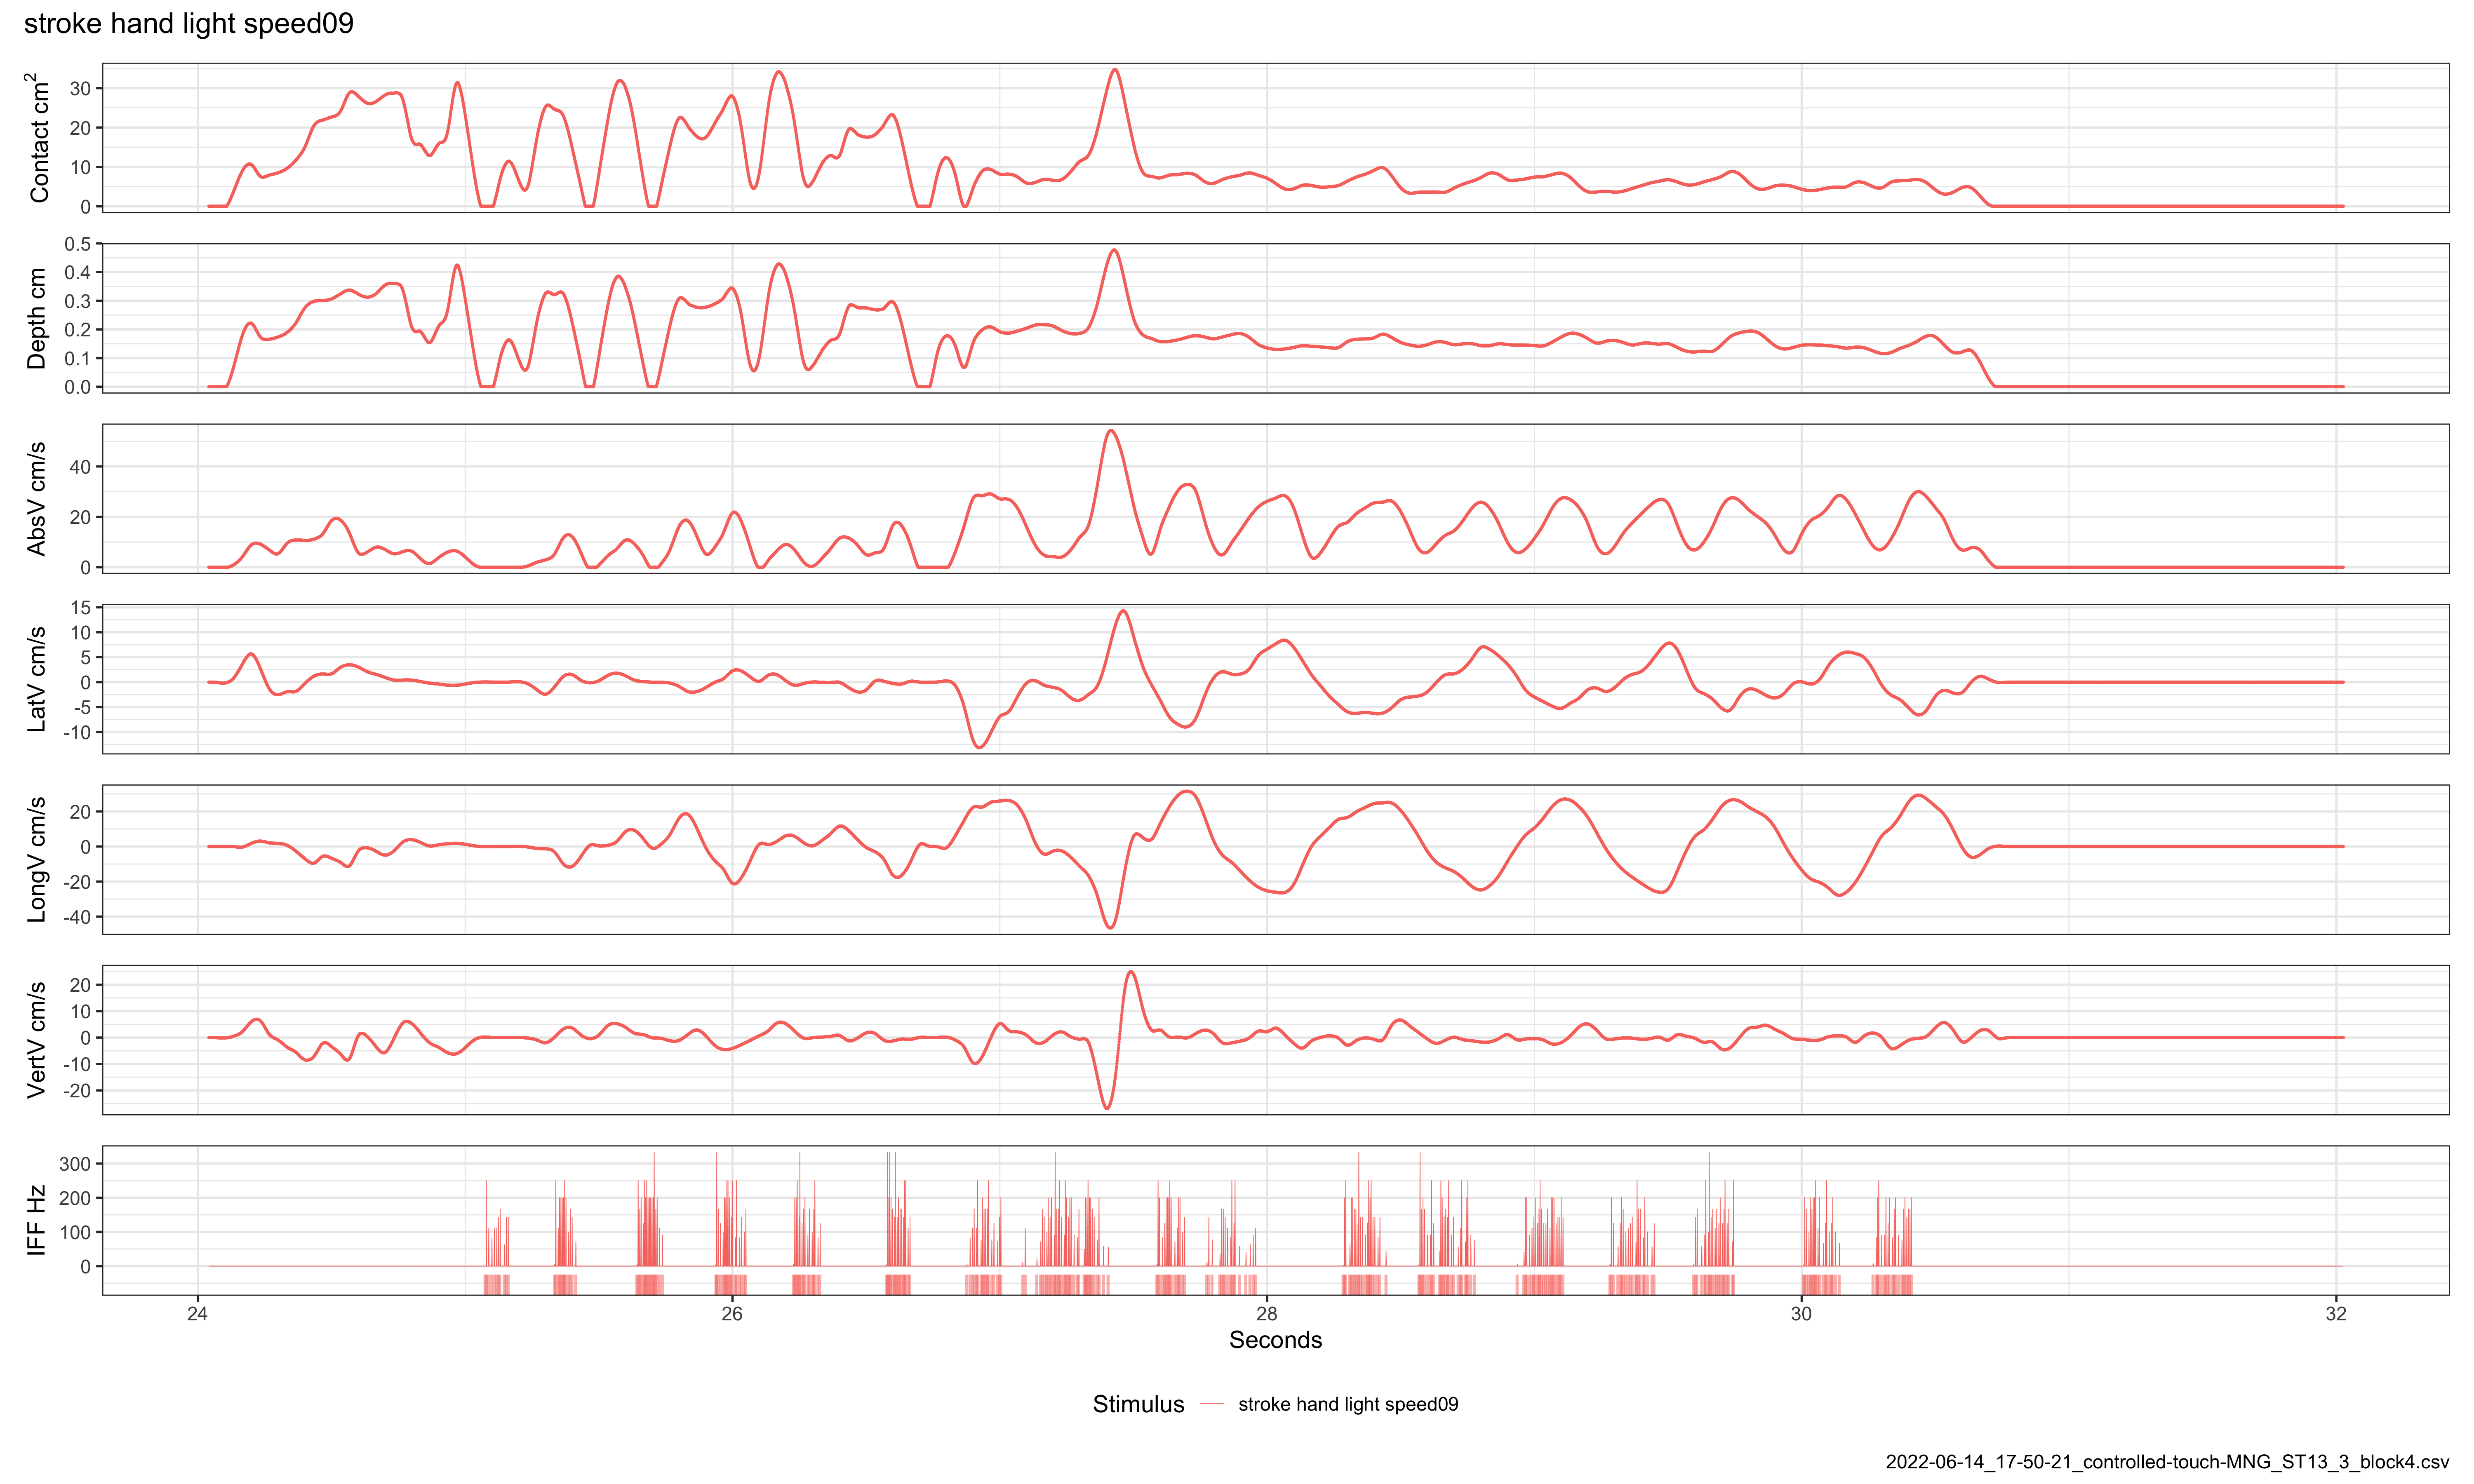 stroke hand light speed09
Contact cm²
30
20
10
0
Depth cm
0.5
0.4
0.3
0.2
0.1
0.0
AbsV cm/s
40
20
0
LatV cm/s
15
10
5
0
-5
-10
LongV cm/s
20
0
-20
-40
VertV cm/s
20
10
0
-10
-20
IFF Hz
300
200
100
0
24 26 28 30 32
Seconds
Stimulus stroke hand light speed09
2022-06-14_17-50-21_controlled-touch-MNG_ST13_3_block4.csv